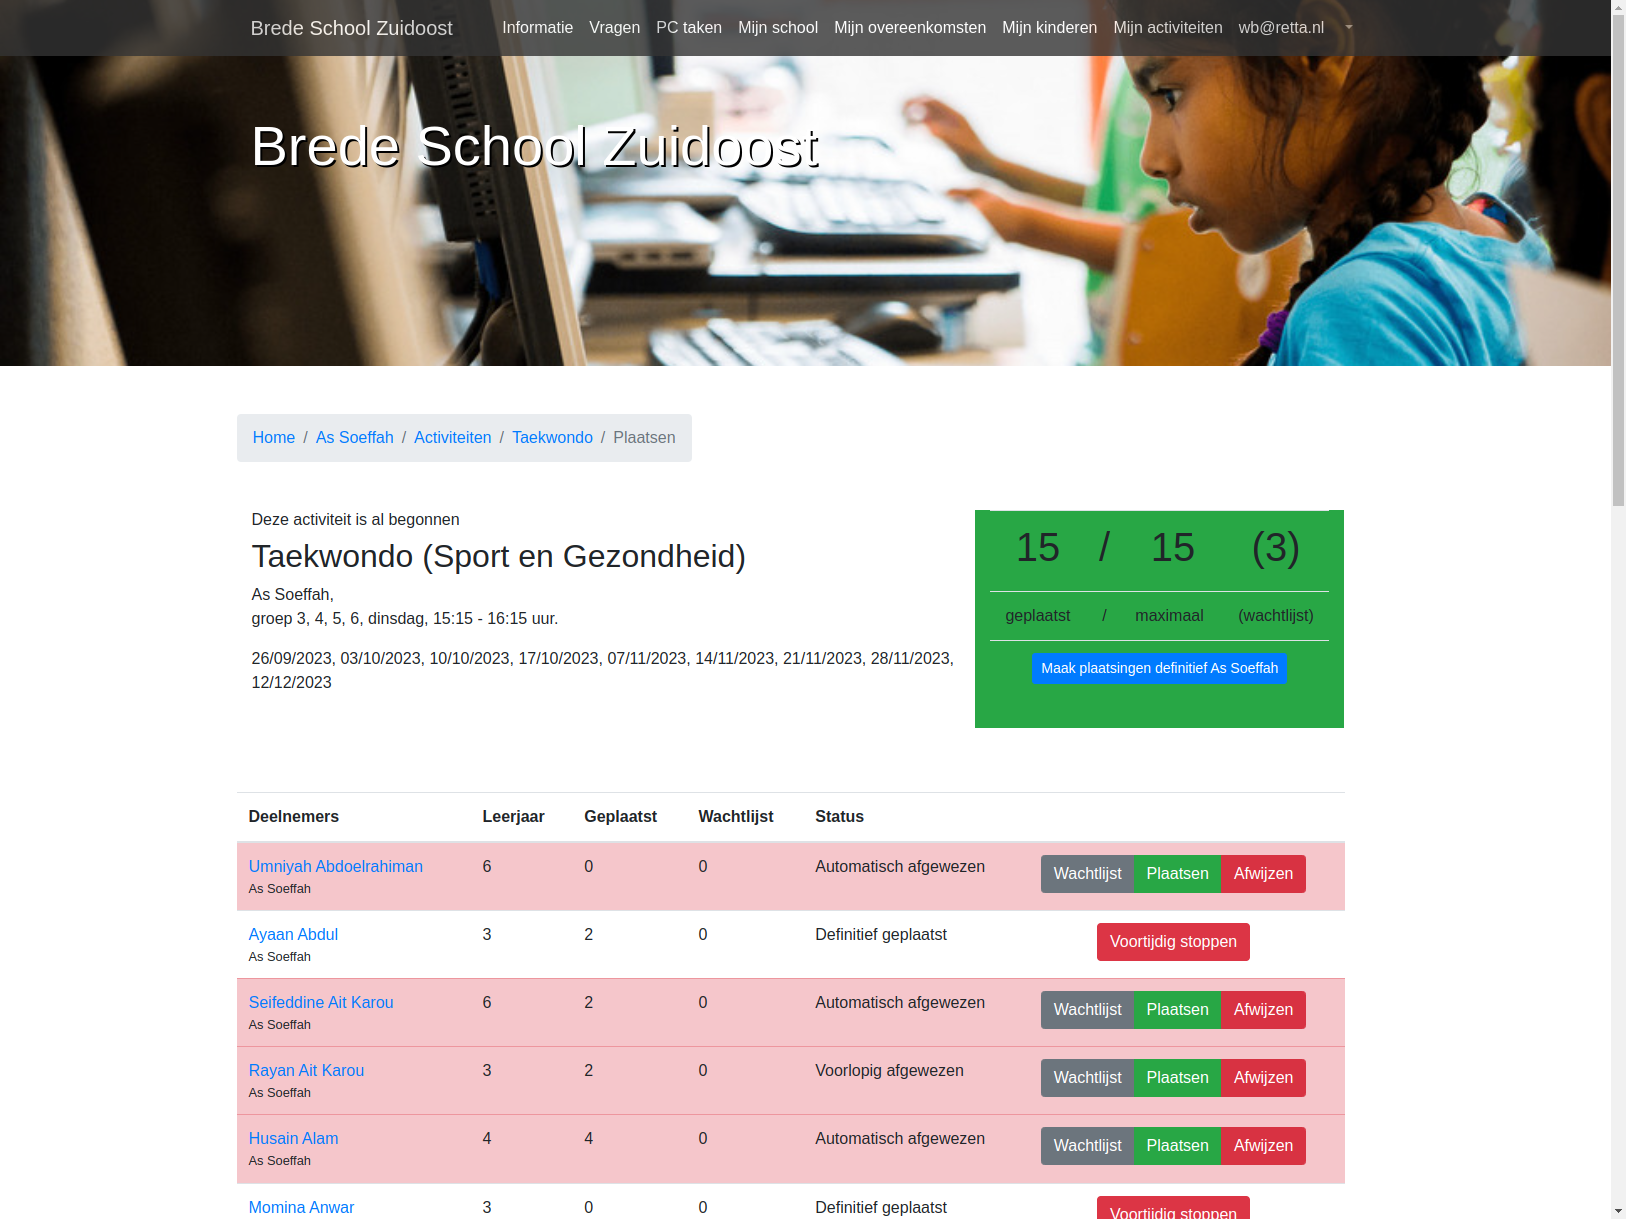 Brede School Zuidoost Informatie Vragen PC taken Mijn school Mijn overeenkomsten Mijn kinderen Mijn activiteiten wb@retta.nl
Brede School Zuidoost
Home / As Soeffah / Activiteiten / Taekwondo / Plaatsen
Deze activiteit is al begonnen
Taekwondo (Sport en Gezondheid)
As Soeffah,
groep 3, 4, 5, 6, dinsdag, 15:15 - 16:15 uur.
26/09/2023, 03/10/2023, 10/10/2023, 17/10/2023, 07/11/2023, 14/11/2023, 21/11/2023, 28/11/2023,
12/12/2023
15 / 15 (3)
geplaatst / maximaal (wachtlijst)
Maak plaatsingen definitief As Soeffah
Deelnemers Leerjaar Geplaatst Wachtlijst Status
Umniyah Abdoelrahiman 6 0 0 Automatisch afgewezen Wachtlijst Plaatsen Afwijzen
As Soeffah
Ayaan Abdul 3 2 0 Definitief geplaatst Voortijdig stoppen
As Soeffah
Seifeddine Ait Karou 6 2 0 Automatisch afgewezen Wachtlijst Plaatsen Afwijzen
As Soeffah
Rayan Ait Karou 3 2 0 Voorlopig afgewezen Wachtlijst Plaatsen Afwijzen
As Soeffah
Husain Alam 4 4 0 Automatisch afgewezen Wachtlijst Plaatsen Afwijzen
As Soeffah
Momina Anwar 3 0 0 Definitief geplaatst Voortijdig stoppen